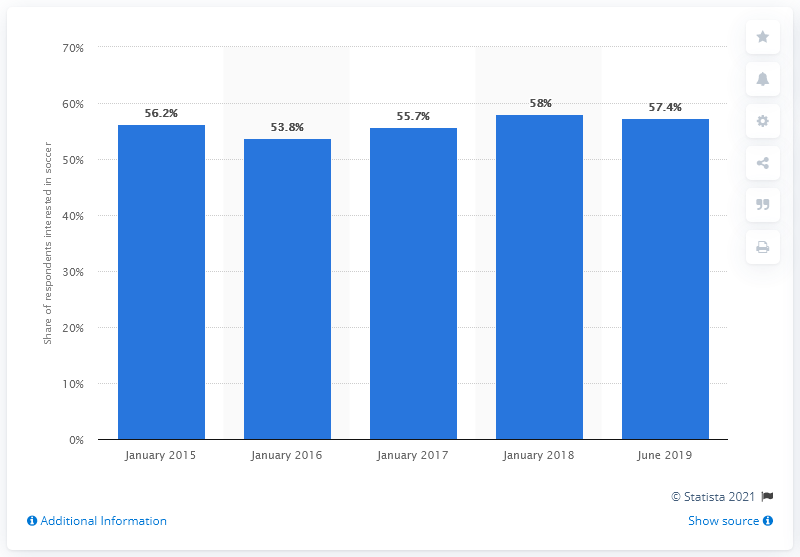 70%
60%
50%
40%
30%
20%
10%
0%
Share of respondents interested in soccer
56.2%
53.8%
55.7%
58%
57.4%
January 2015
January 2016
January 2017
January 2018
June 2019
© Statista 2021
Additional Information
Show source